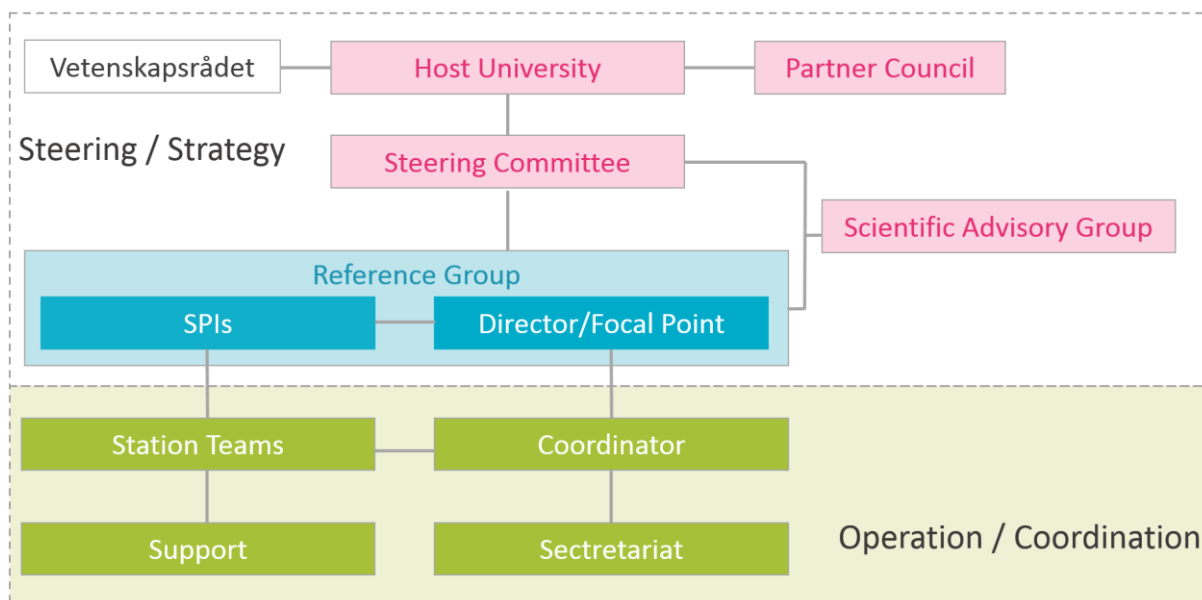 Vetenskapsrådet
Host University
Partner Council
Steering / Strategy
Steering Committee
Scientific Advisory Group
Reference Group
SPIs
Director/Focal Point
Station Teams
Coordinator
Support
Sectretariat
Operation / Coordination